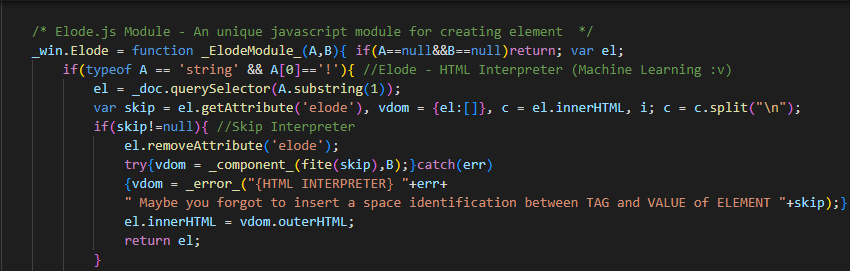 /* Elode.js Module - An unique javascript module for creating element  */
_win.Elode = function _ElodeModule_(A,B){ if(A==null&&B==null)return; var el;
if(typeof A == 'string' && A[0]=='!'){ //Elode - HTML Interpreter (Machine Learning :v)
el = _doc.querySelector(A.substring(1));
var skip = el.getAttribute('elode'), vdom = {el:[]}, c = el.innerHTML, i; c = c.split("\n");
if(skip!=null){ //Skip Interpreter
el.removeAttribute('elode');
try{vdom = _component_(fite(skip),B);}catch(err)
{vdom = _error_("{HTML INTERPRETER} "+err+
" Maybe you forgot to insert a space identification between TAG and VALUE of ELEMENT "+skip);}
el.innerHTML = vdom.outerHTML;
return el;
}